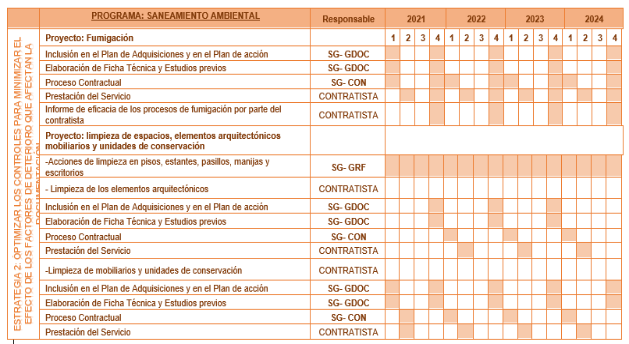 PROGRAMA: SANEAMIENTO AMBIENTAL Responsable 2021 2022 2023 2024
Proyecto: Fumigación 1 2 3 4 1 2 3 4 1 2 3 4 1 2 3 4
Inclusión en el Plan de Adquisiciones y en el Plan de acción SG- GDOC
Elaboración de Ficha Técnica y Estudios previos SG- GDOC
Proceso Contractual SG- CON
Prestación del Servicio CONTRATISTA
Informe de eficacia de los procesos de fumigación por parte del
contratista CONTRATISTA
Proyecto: limpieza de espacios, elementos arquitectónicos
mobiliarios y unidades de conservación
-Acciones de limpieza en pisos, estantes, pasillos, manijas y
escritorios SG- GRF
- Limpieza de los elementos arquitectónicos CONTRATISTA
Inclusión en el Plan de Adquisiciones y en el Plan de acción SG- GDOC
Elaboración de Ficha Técnica y Estudios previos SG- GDOC
Proceso Contractual SG- CON
Prestación del Servicio CONTRATISTA
-Limpieza de mobiliarios y unidades de conservación CONTRATISTA
Inclusión en el Plan de Adquisiciones y en el Plan de acción SG- GDOC
Elaboración de Ficha Técnica y Estudios previos SG- GDOC
Proceso Contractual SG- CON
Prestación del Servicio CONTRATISTA
ESTRATEGIA 2: OPTIMIZAR LOS CONTROLES PARA MINIMIZAR EL
EFECTO DE LOS FACTORES DE DETERIORO QUE AFECTAN LA
DOCUMENTACIÓN